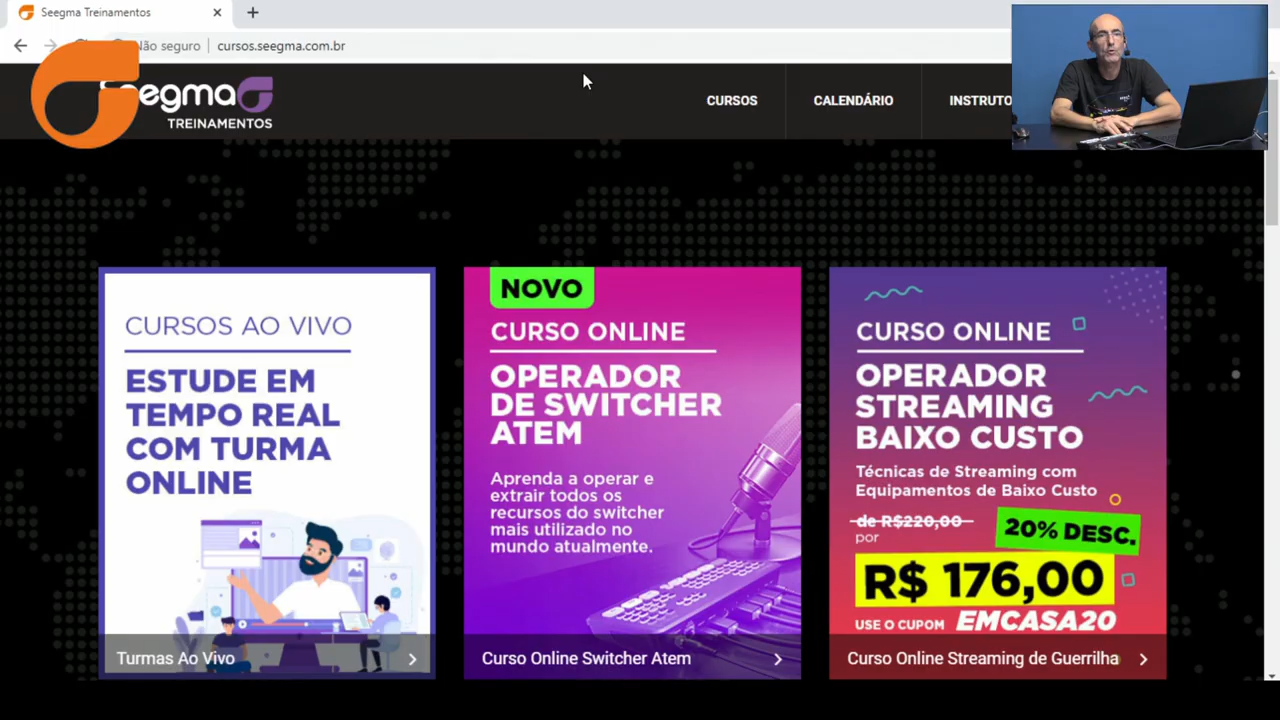 Seegma Treinamentos
Não seguro
cursos.seegma.com.br
Seegma
TREINAMENTOS
CURSOS
CALENDÁRIO
INSTRUTO
CURSOS AO VIVO
ESTUDE EM
TEMPO REAL
COM TURMA
ONLINE
Turmas Ao Vivo
NOVO
CURSO ONLINE
OPERADOR
DE SWITCHER
ATEM
Aprenda a operar e
extrair todos os
recursos do switcher
mais utilizado no
mundo atualmente.
Curso Online Switcher Atem
CURSO ONLINE
OPERADOR
STREAMING
BAIXO CUSTO
Técnicas de Streaming com
Equipamentos de Baixo Custo
de R$220,00
por
20% DESC.
R$ 176,00
USE O CUPOM EMCASA20
Curso Online Streaming de Guerrilha